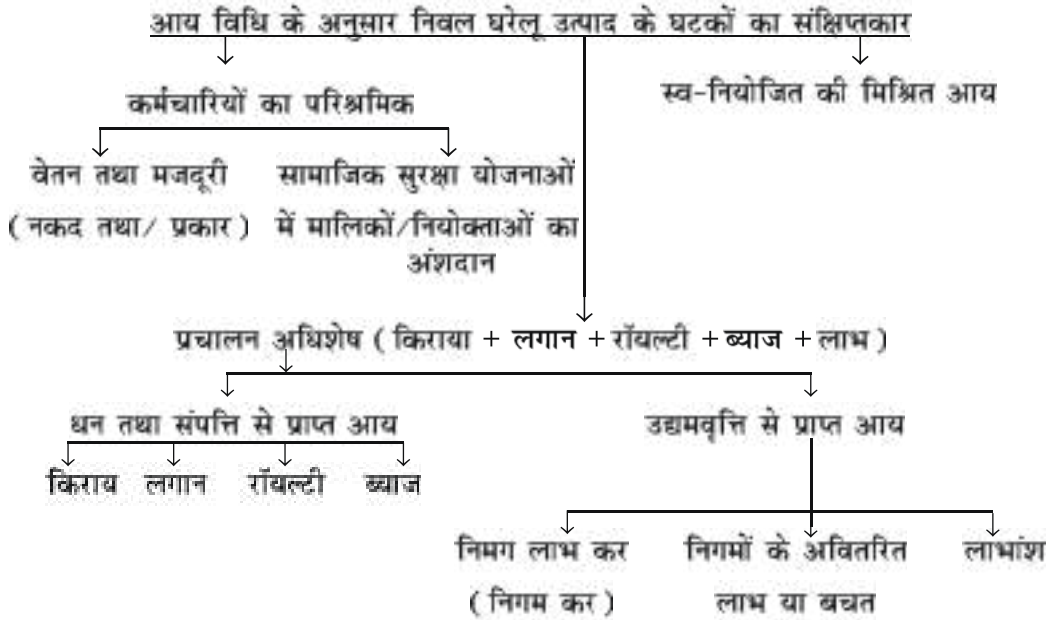 आय विधि के अनुसार निवल घरेलू उत्पाद के घटकों का संक्षिप्तकार
कर्मचारियों का परिश्रमिक
स्व-नियोजित की मिश्रित आय
वेतन तथा मजदूरी
(नकद तथा/ प्रकार)
सामाजिक सुरक्षा योजनाओं
में मालिकों/नियोक्ताओं का
अंशदान
प्रचालन अधिशेष (किराया + लगान + रॉयल्टी + ब्याज + लाभ)
धन तथा संपत्ति से प्राप्त आय
उद्यमवृत्ति से प्राप्त आय
किराय लगान रॉयल्टी ब्याज
निमग लाभ कर
(निगम कर)
निगमों के अवितरित
लाभ या बचत
लाभांश